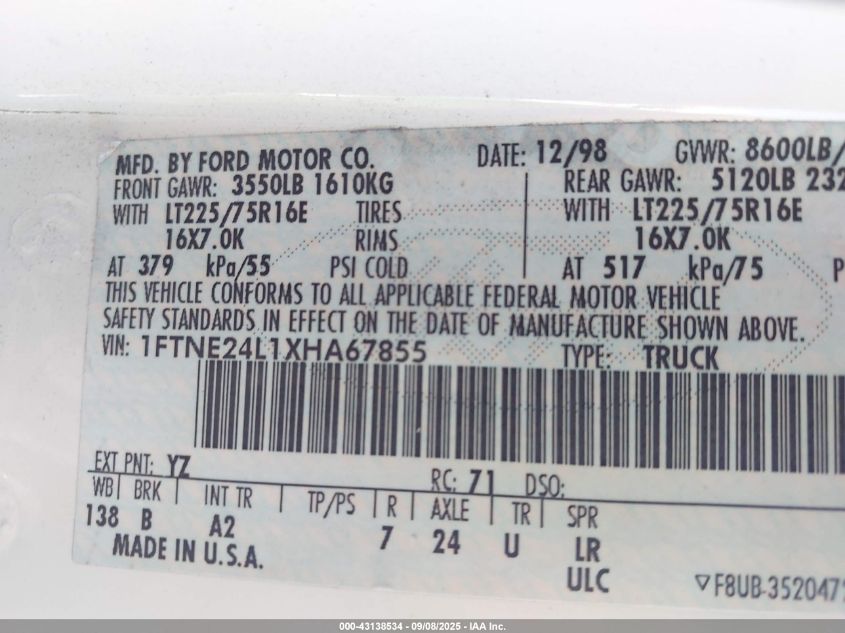 MFD. BY FORD MOTOR CO. DATE: 12/98 GVWR: 8600LB/
FRONT GAWR: 3550LB 1610KG REAR GAWR: 5120LB 232
WITH LT225/75R16E TIRES WITH LT225/75R16E
16X7.0K RIMS 16X7.0K
AT 379 kPa/55 PSI COLD AT 517 kPa/75 P
THIS VEHICLE CONFORMS TO ALL APPLICABLE FEDERAL MOTOR VEHICLE
SAFETY STANDARDS IN EFFECT ON THE DATE OF MANUFACTURE SHOWN ABOVE.
VIN: 1FTNE24L1XHA67855 TYPE: TRUCK
EXT PNT: YZ RC: 71 DSO:
WB BRK INT TR TP/PS R AXLE TR SPR
138 B A2 7 24 U LR
MADE IN U.S.A. ULC
▽F8UB-3520472
000-43138534 - 09/08/2025 - IAA Inc.